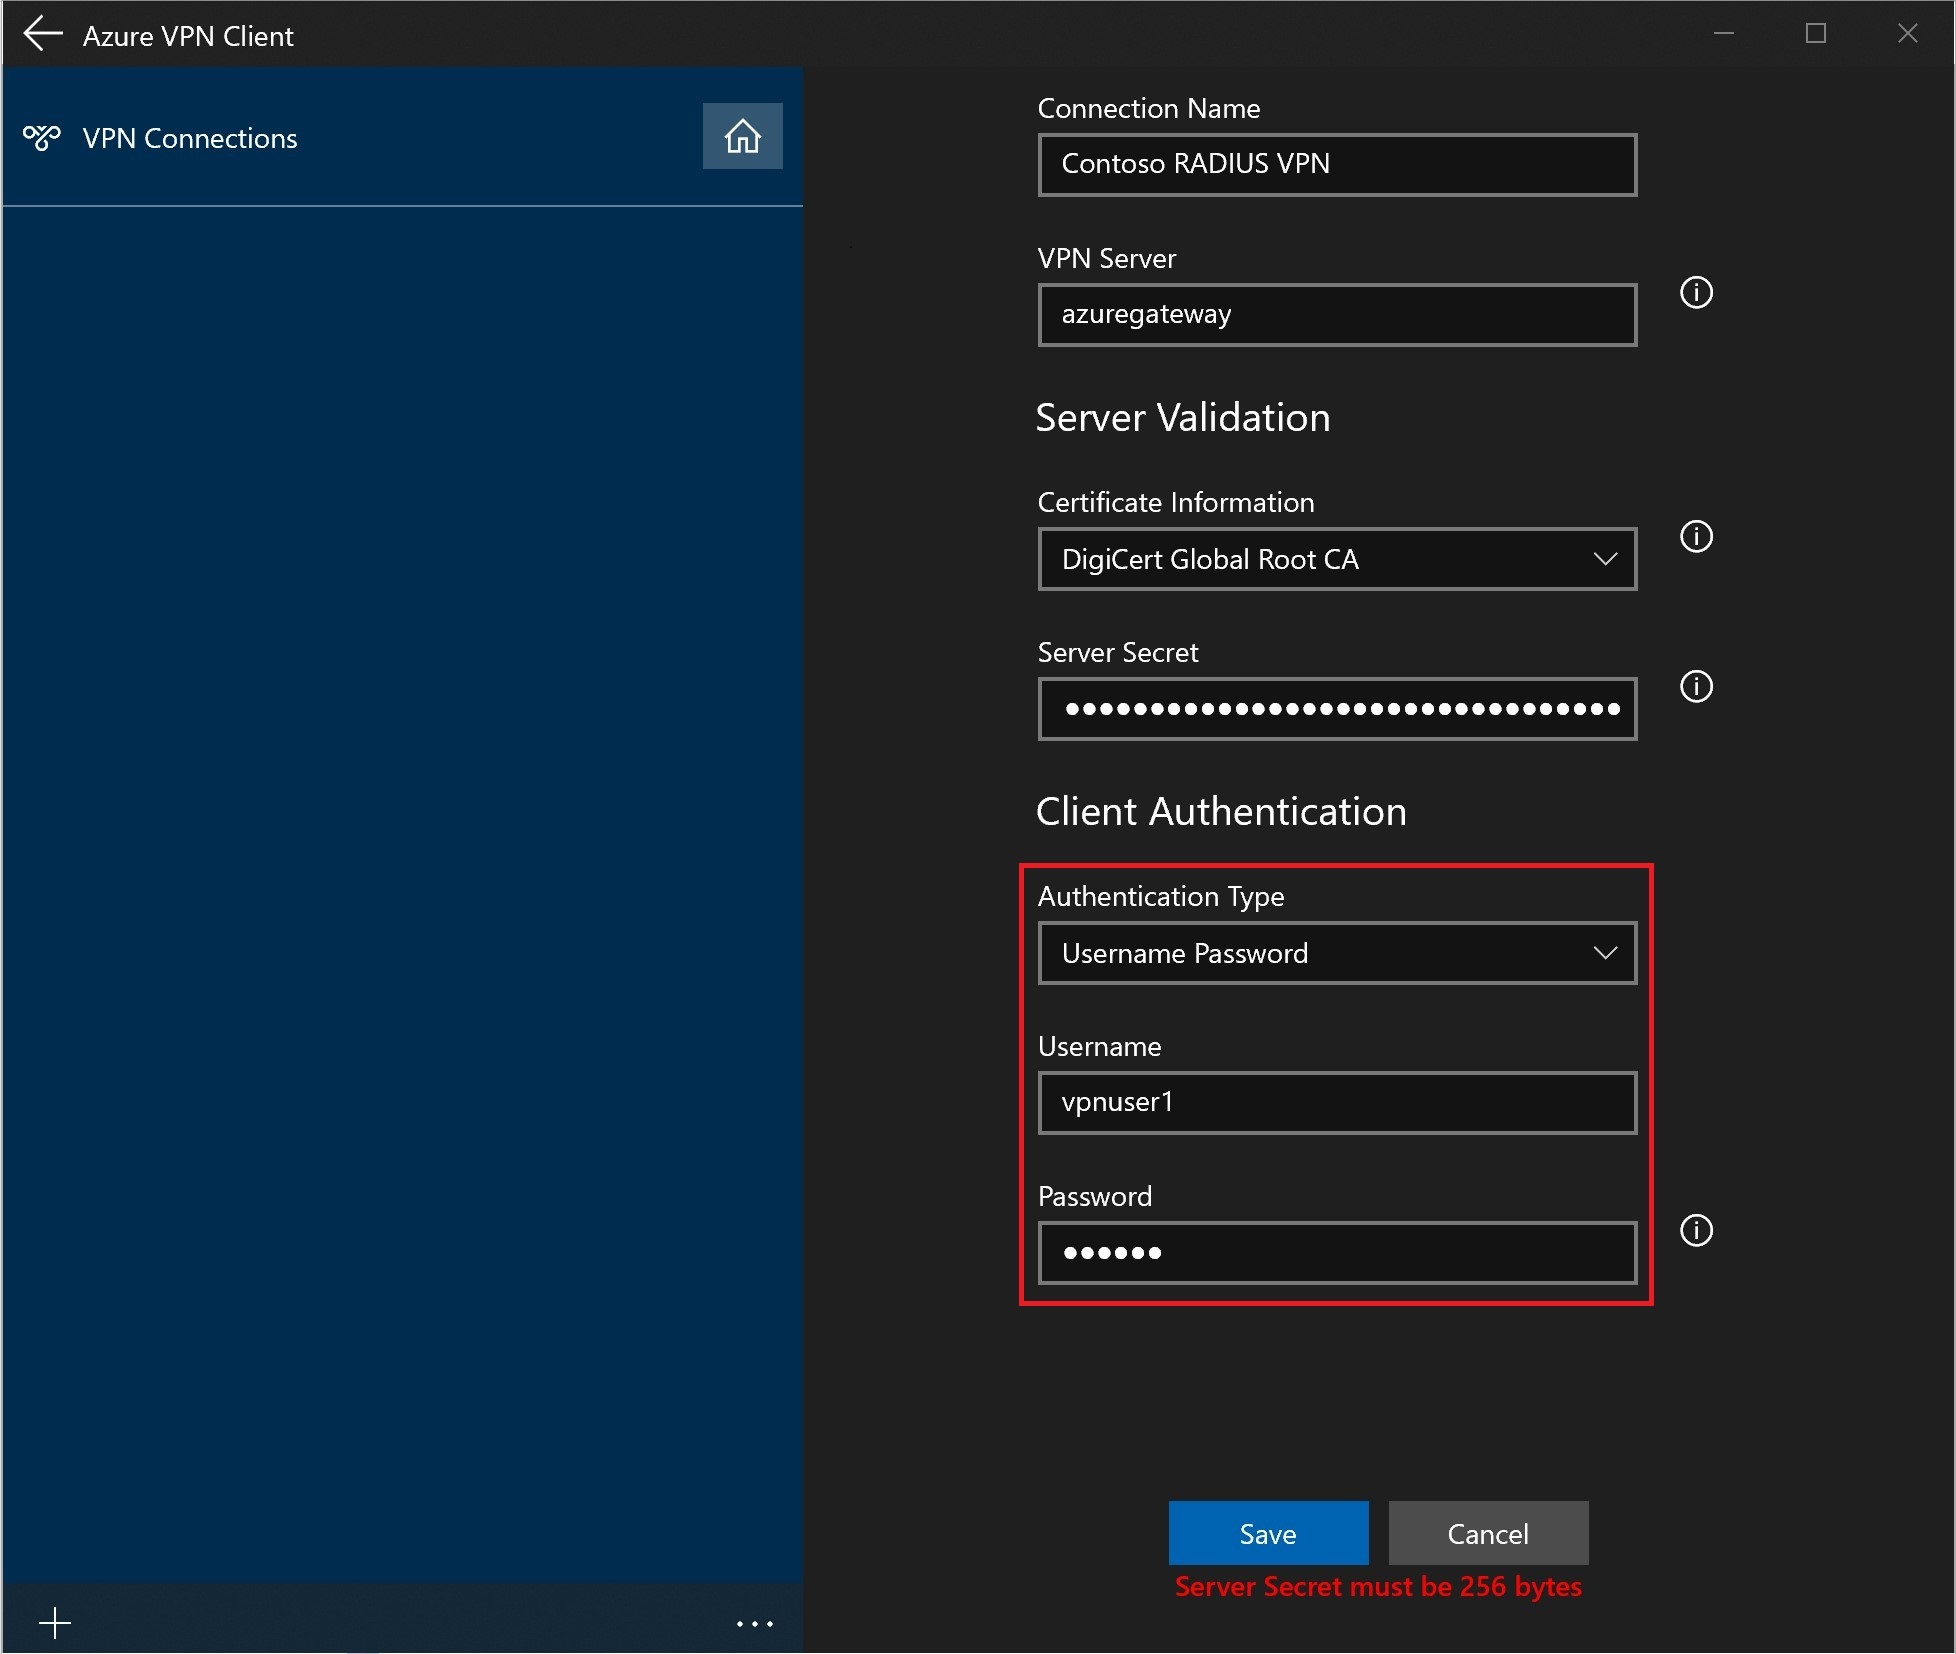 Azure VPN Client
VPN Connections
Connection Name
Contoso RADIUS VPN
VPN Server
azuregateway
Server Validation
Certificate Information
DigiCert Global Root CA
Server Secret
●●●●●●●●●●●●●●●●●●●●●●●●●●●●●●●●●
Client Authentication
Authentication Type
Username Password
Username
vpnuser1
Password
●●●●●●
Save
Cancel
Server Secret must be 256 bytes